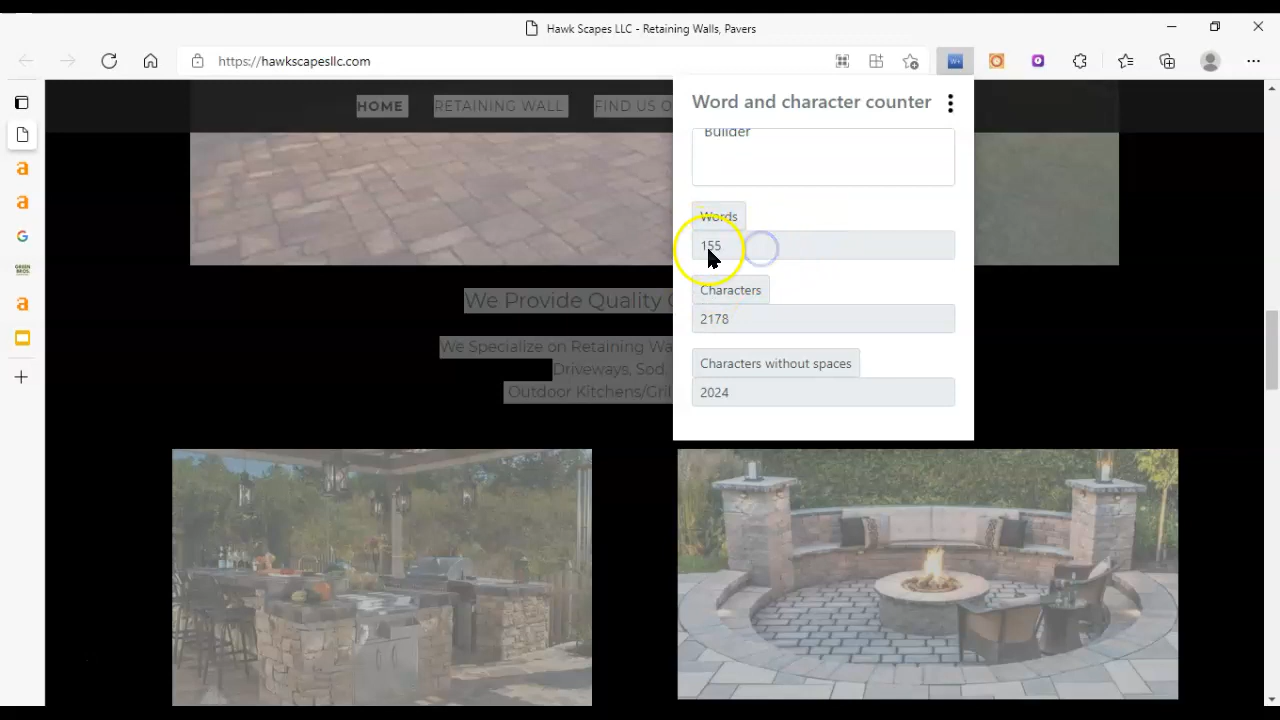 Hawk Scapes LLC - Retaining Walls, Pavers
https://hawkscapesllc.com
HOME RETAINING WALL FIND US O
Word and character counter
Builder
Words
155
Characters
2178
Characters without spaces
2024
We Provide Quality
We Specialize on Retaining Wa
Driveways, Sod
Outdoor Kitchens/Gril